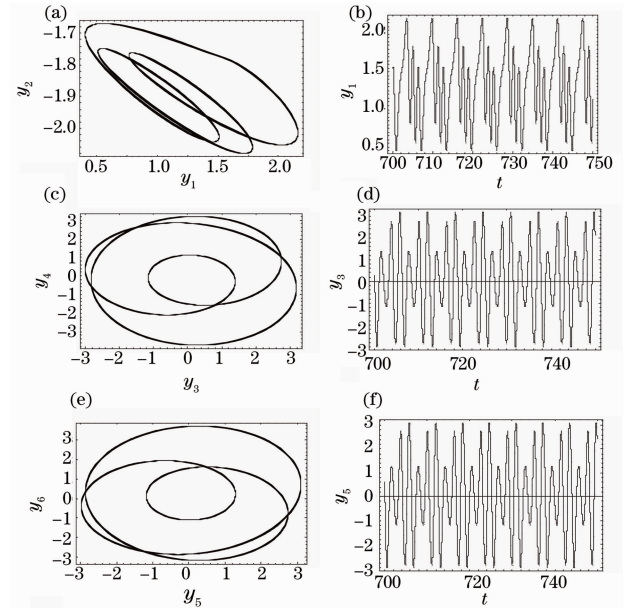 (a)
−1.7
−1.8
−1.9
−2.0
y2
0.5 1.0 1.5 2.0
y1
(b)
2.0
1.5
1.0
0.5
y1
700 710 720 730 740 750
t
(c)
3
2
1
0
−1
−2
−3
y4
−3 −2 −1 0 1 2 3
y3
(d)
3
2
1
0
−1
−2
−3
y3
700 720 740
t
(e)
3
2
1
0
−1
−2
−3
y6
−3 −2 −1 0 1 2 3
y5
(f)
3
2
1
0
−1
−2
−3
y5
700 720 740
t